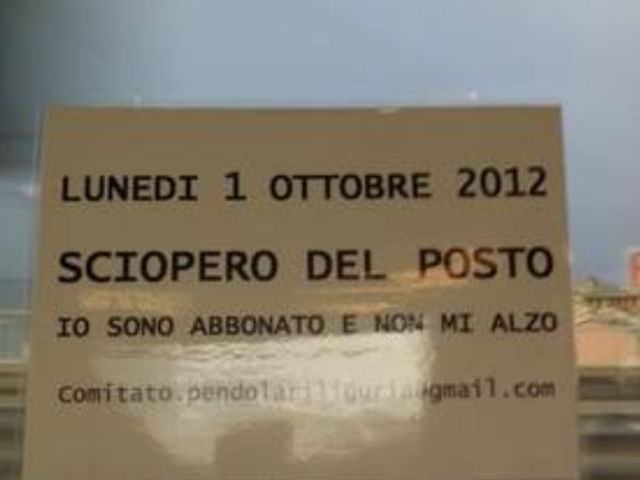 LUNEDI 1 OTTOBRE 2012
SCIOPERO DEL POSTO
IO SONO ABBONATO E NON MI ALZO
Comitato.pendolariliguria@gmail.com